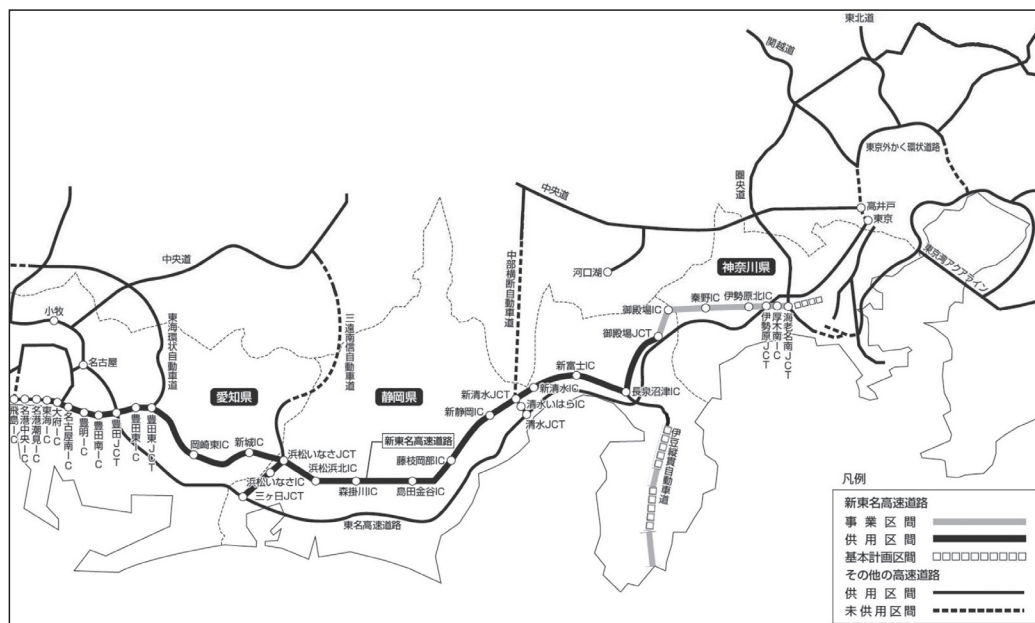 東北道
関越道
東京外かく環状道路
圏央道
中央道
高井戸
東京
東京湾アクアライン
神奈川県
河口湖
中部横断自動車道
秦野IC
伊勢原北IC
御殿場IC
御殿場JCT
伊勢原JCT
厚木南IC
海老名南JCT
中央道
小牧
名古屋
東海環状自動車道
三遠南信自動車道
愛知県
静岡県
新富士IC
長泉沼津IC
新清水JCT
新清水IC
清水いはらIC
清水JCT
新静岡IC
新東名高速道路
藤枝岡部IC
島田金谷IC
森掛川IC
浜松浜北IC
浜松いなさJCT
浜松いなさIC
三ヶ日JCT
新城IC
岡崎東IC
豊田東JCT
豊田東IC
豊田JCT
豊田南IC
豊明IC
名古屋南IC
大府IC
東海IC
名港潮見IC
名港中央IC
飛島IC
東名高速道路
伊豆縦貫自動車道
凡例
新東名高速道路
事業区間
供用区間
基本計画区間
その他の高速道路
供用区間
未供用区間